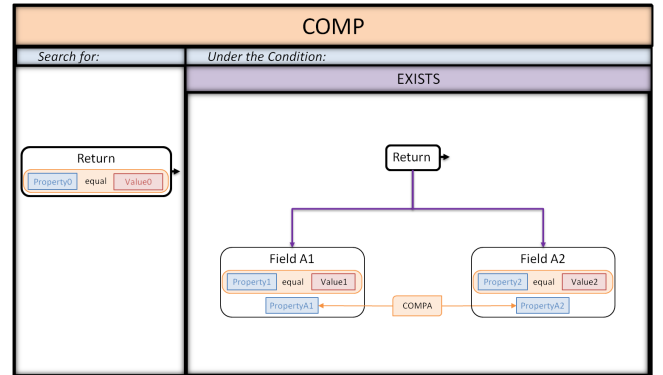 COMP
Search for:
Under the Condition:
EXISTS
Return
Property0 equal Value0
Return
Field A1
Property1 equal Value1
PropertyA1
COMPA
Field A2
Property2 equal Value2
PropertyA2